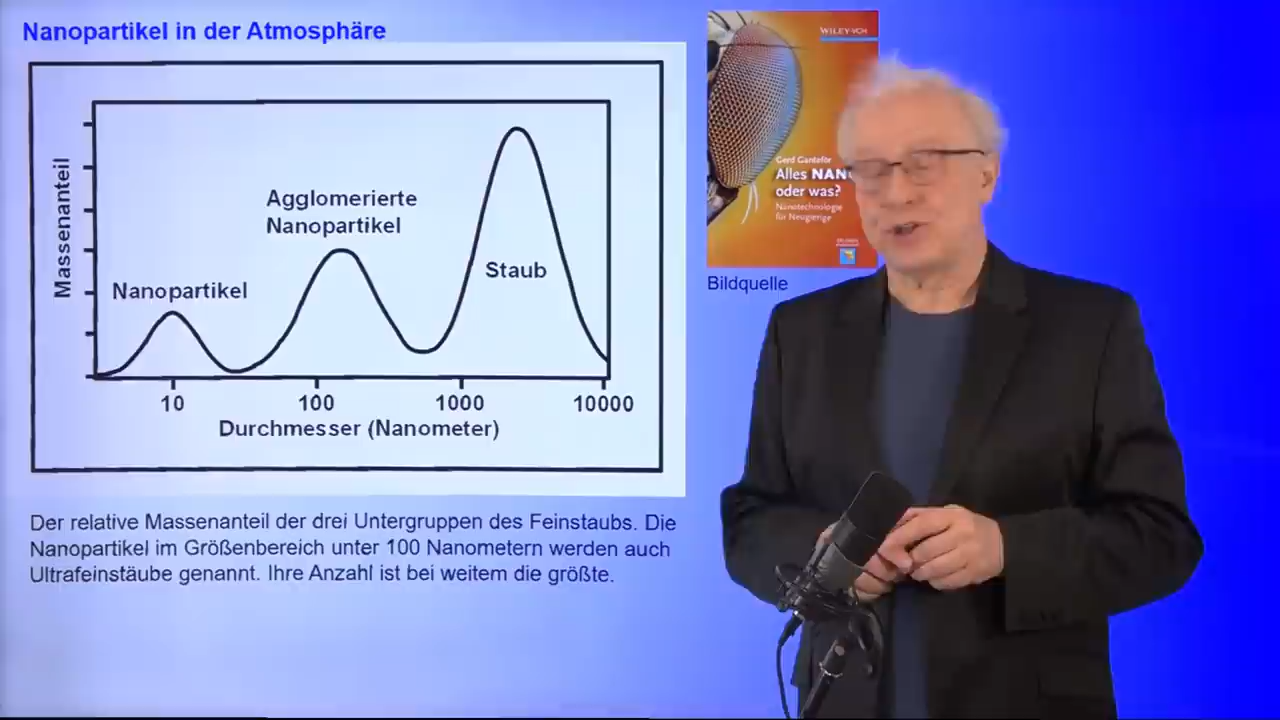 Nanopartikel in der Atmosphäre
Massenanteil
Nanopartikel
Agglomerierte
Nanopartikel
Staub
10
100
1000
10000
Durchmesser (Nanometer)
Der relative Massenanteil der drei Untergruppen des Feinstaubs. Die
Nanopartikel im Größenbereich unter 100 Nanometern werden auch
Ultrafeinstäube genannt. Ihre Anzahl ist bei weitem die größte.
WILEY-VCH
Gerd Ganteför
Alles NAN
oder was?
Nanotechnologie
für Neugierige
Bildquelle